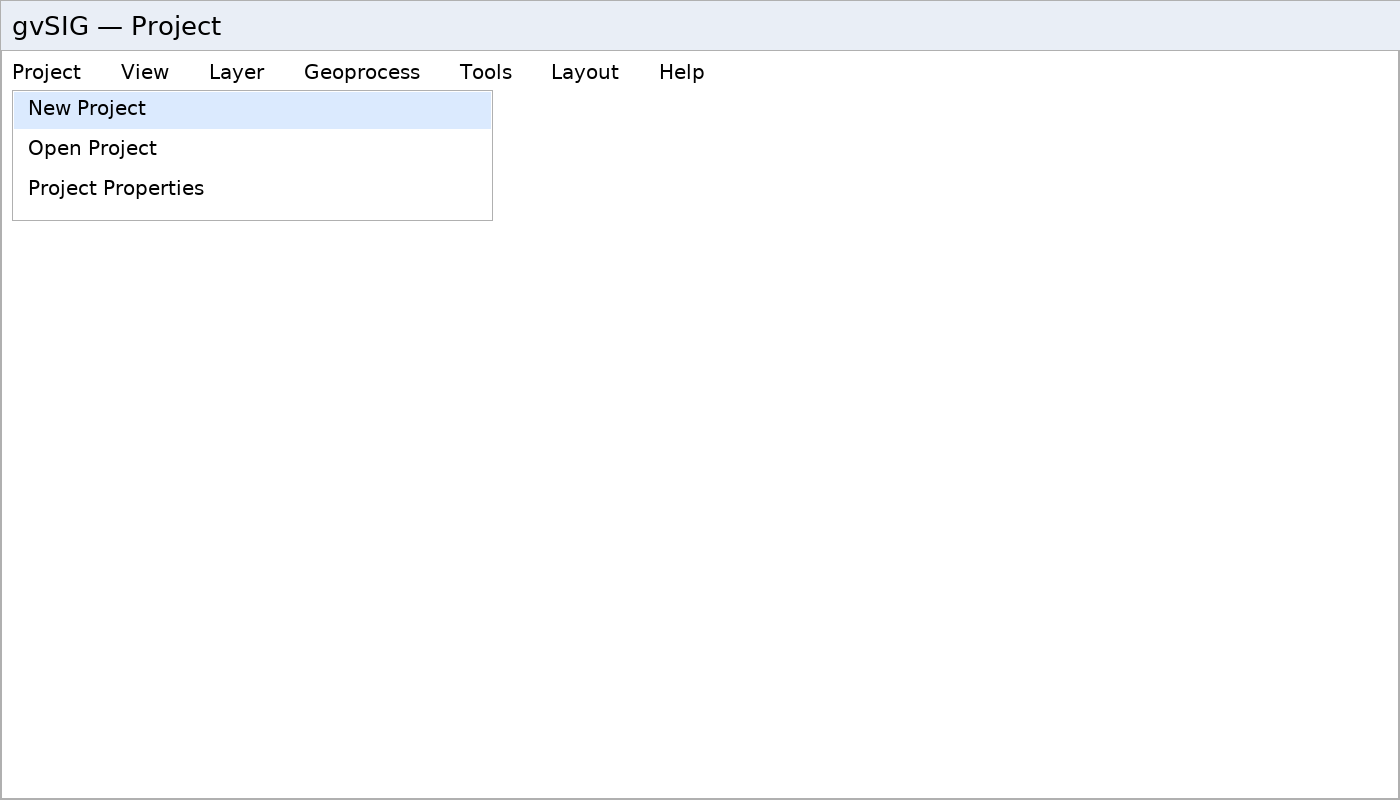 gvSIG — Project
Project View Layer Geoprocess Tools Layout Help
New Project
Open Project
Project Properties